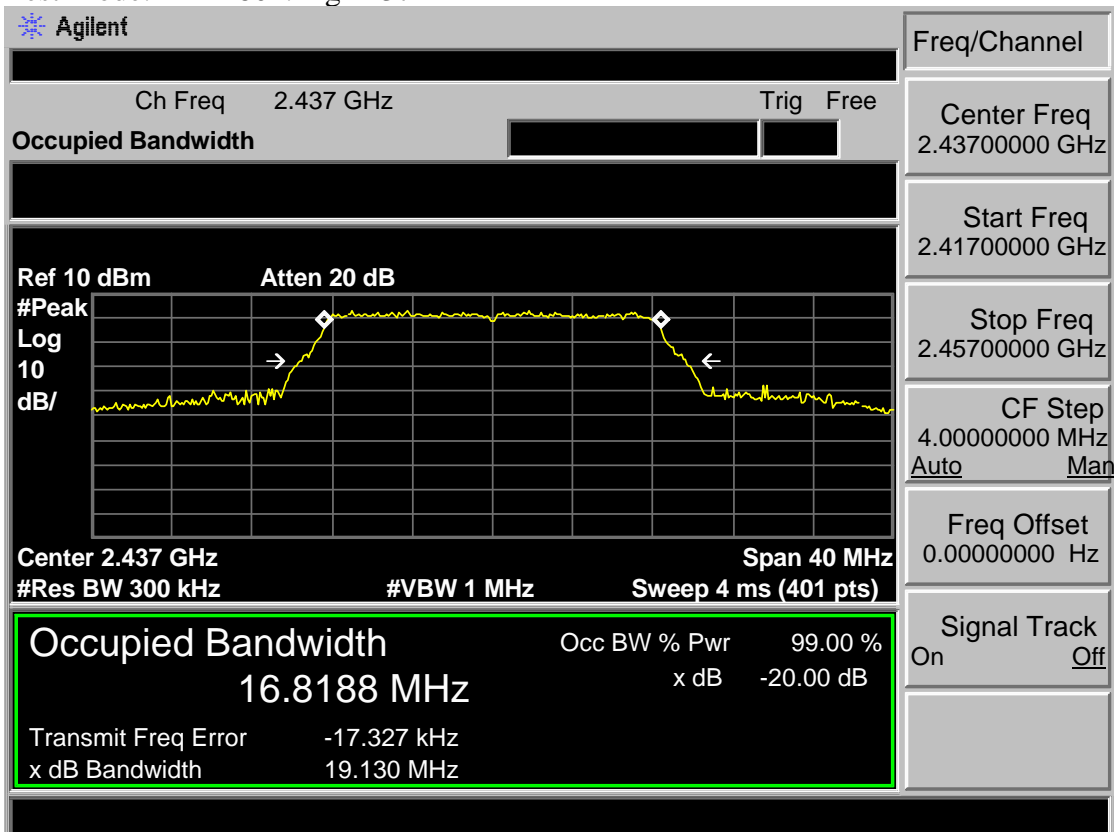 Agilent
Freq/Channel
Ch Freq 2.437 GHz Trig Free
Occupied Bandwidth
Center Freq
2.43700000 GHz
Start Freq
2.41700000 GHz
Stop Freq
2.45700000 GHz
CF Step
4.00000000 MHz
Auto Man
Freq Offset
0.00000000 Hz
Signal Track
On Off
Ref 10 dBm Atten 20 dB
#Peak
Log
10
dB/
Center 2.437 GHz Span 40 MHz
#Res BW 300 kHz #VBW 1 MHz Sweep 4 ms (401 pts)
Occupied Bandwidth Occ BW % Pwr 99.00 %
16.8188 MHz x dB -20.00 dB
Transmit Freq Error -17.327 kHz
x dB Bandwidth 19.130 MHz